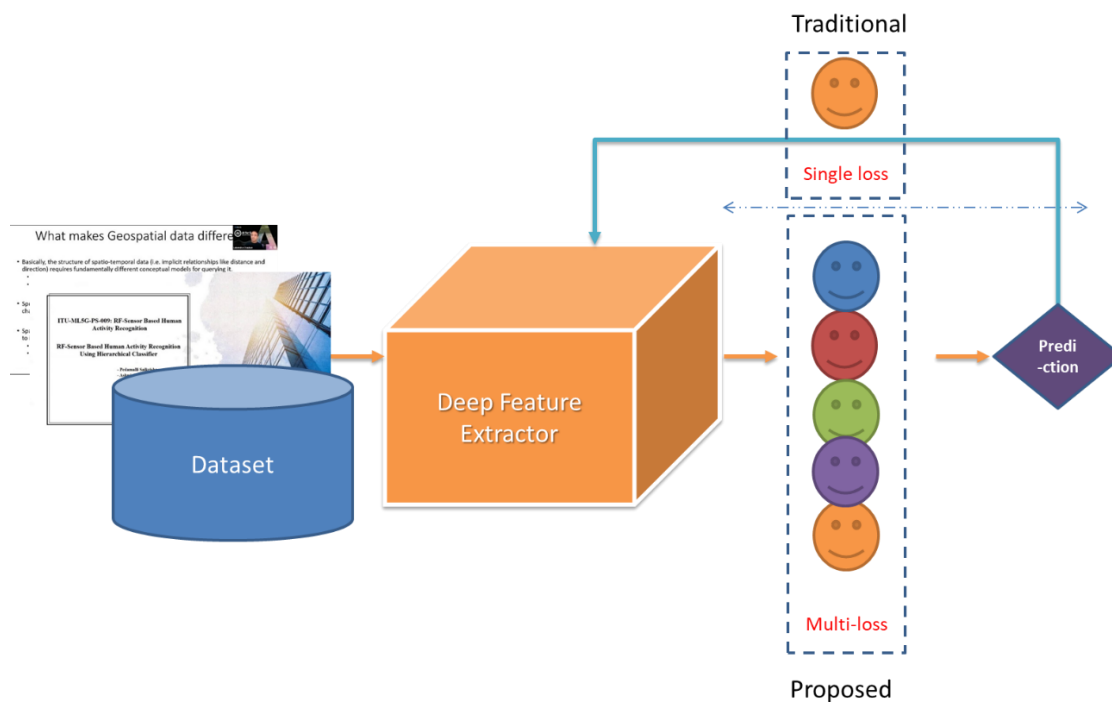 Traditional
Single loss
What makes Geospatial data differe
• Basically, the structure of spatio-temporal data (i.e. implicit relationships like distance and
direction) requires fundamentally different conceptual models for querying it.
ITU-ML5G-PS-009: RF-Sensor Based Human
Activity Recognition
RF-Sensor Based Human Activity Recognition
Using Hierarchical Classifier
Dataset
Deep Feature
Extractor
Predi
-ction
Multi-loss
Proposed